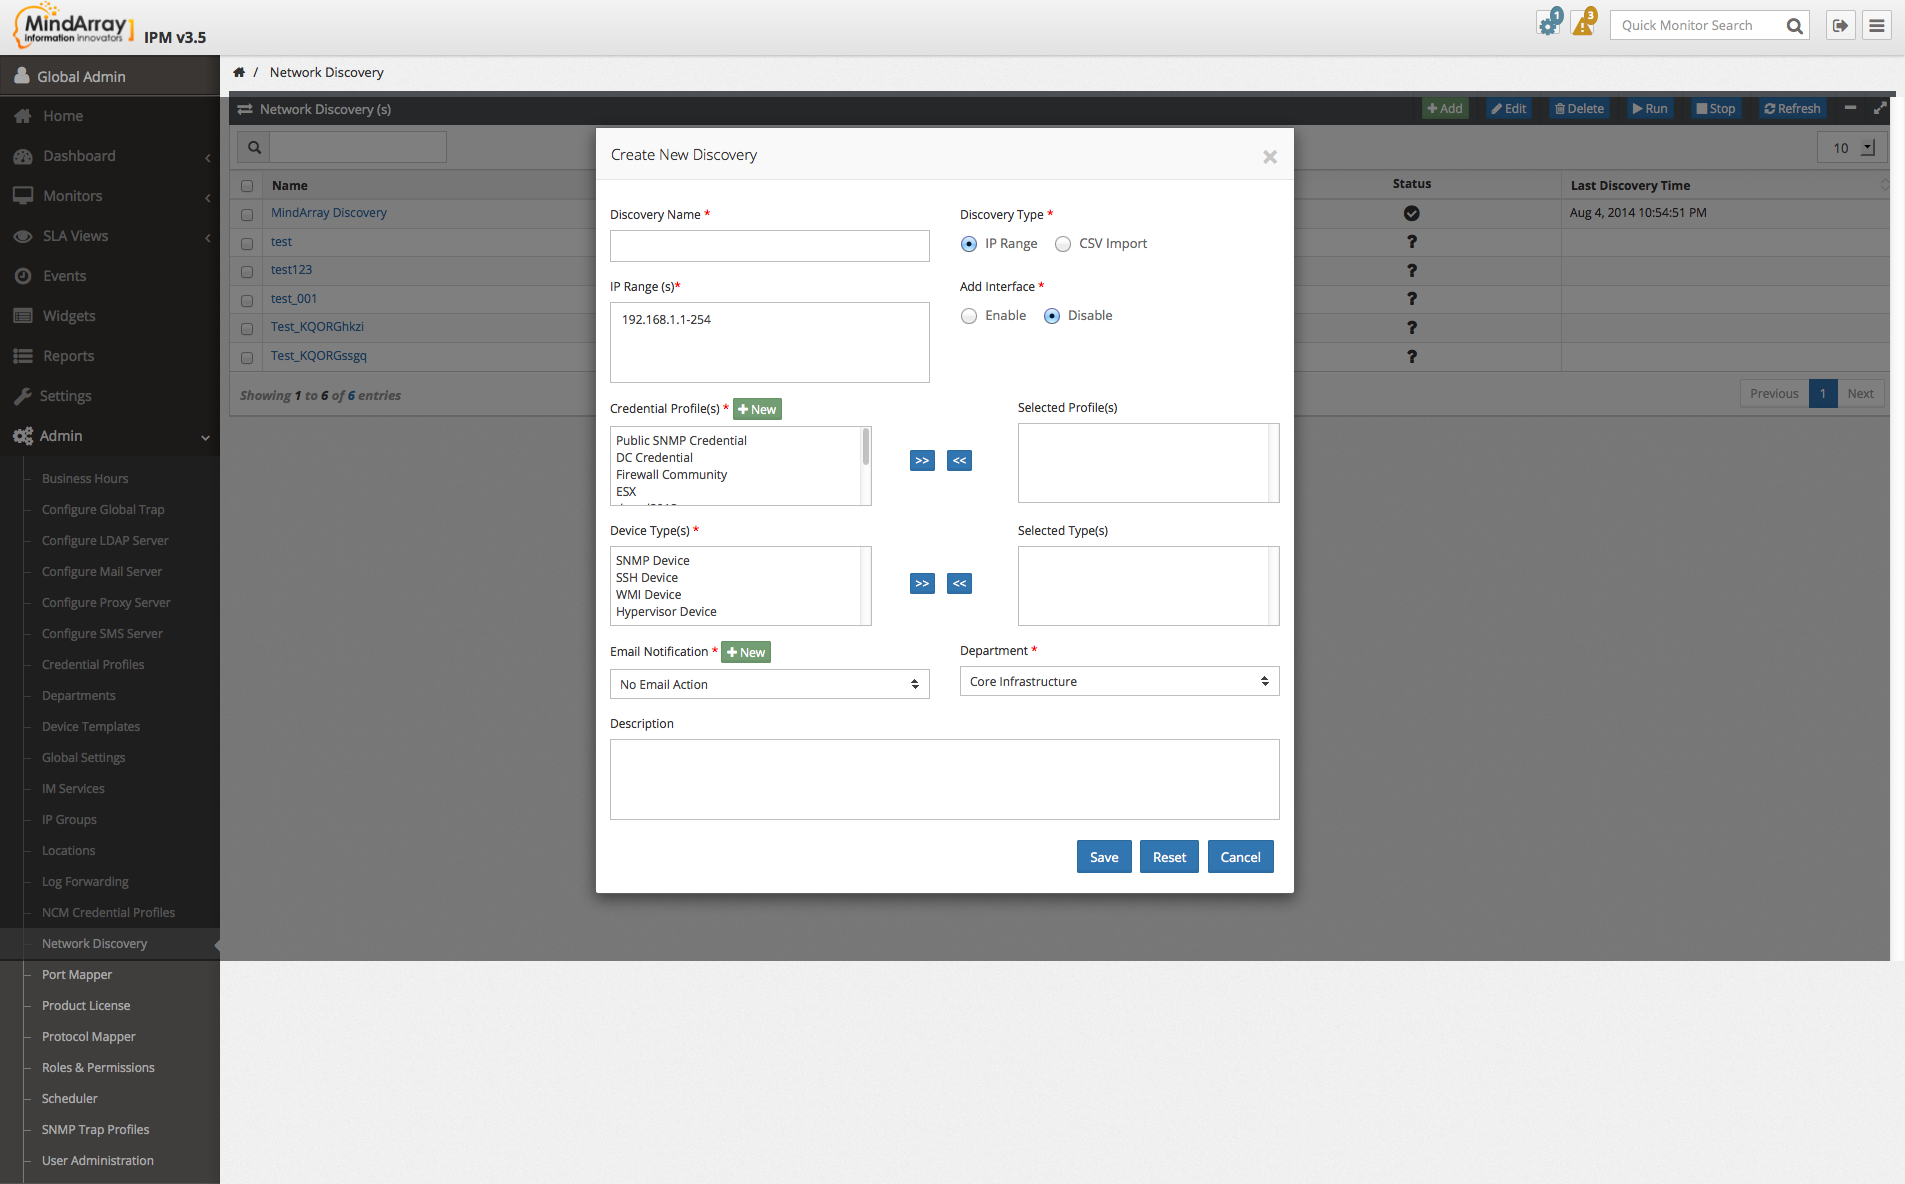 MindArray
Information Innovators
IPM v3.5
1
3
Quick Monitor Search
Global Admin
Home
Dashboard
Monitors
SLA Views
Events
Widgets
Reports
Settings
Admin
Business Hours
Configure Global Trap
Configure LDAP Server
Configure Mail Server
Configure Proxy Server
Configure SMS Server
Credential Profiles
Departments
Device Templates
Global Settings
IM Services
IP Groups
Locations
Log Forwarding
NCM Credential Profiles
Network Discovery
Port Mapper
Product License
Protocol Mapper
Roles & Permissions
Scheduler
SNMP Trap Profiles
User Administration
/ Network Discovery
Network Discovery (s)
Add Edit Delete Run Stop Refresh
10
Name Status Last Discovery Time
MindArray Discovery Aug 4, 2014 10:54:51 PM
test ?
test123 ?
test_001 ?
Test_KQORGhkzi ?
Test_KQORGssgq ?
Showing 1 to 6 of 6 entries
Previous 1 Next
Create New Discovery
Discovery Name * Discovery Type *
IP Range CSV Import
IP Range (s)* Add Interface *
192.168.1.1-254 Enable Disable
Credential Profile(s) * New Selected Profile(s)
Public SNMP Credential
DC Credential
Firewall Community
ESX
>> <<
Device Type(s) * Selected Type(s)
SNMP Device
SSH Device
WMI Device
Hypervisor Device
>> <<
Email Notification * New Department *
No Email Action Core Infrastructure
Description
Save Reset Cancel